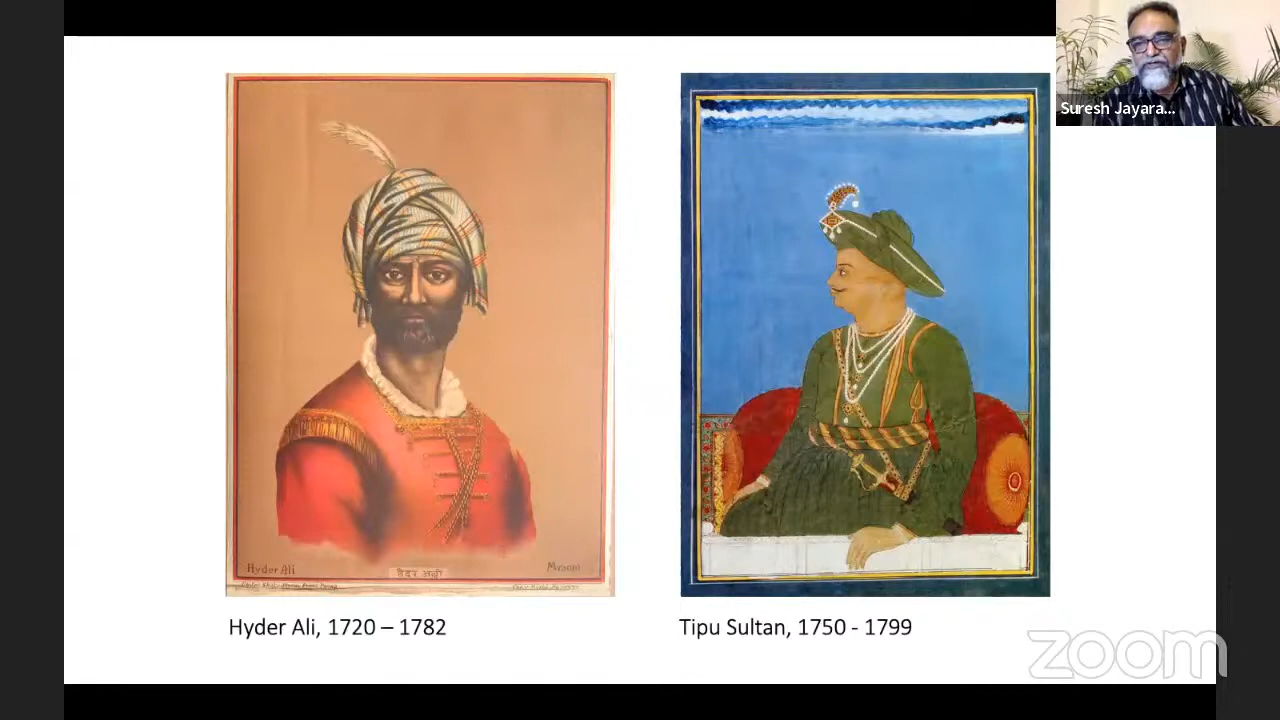 Suresh Jayara...
Hyder Ali
हैदर अली
Mysore
Hyder Ali, 1720 – 1782
Tipu Sultan, 1750 - 1799
zoom